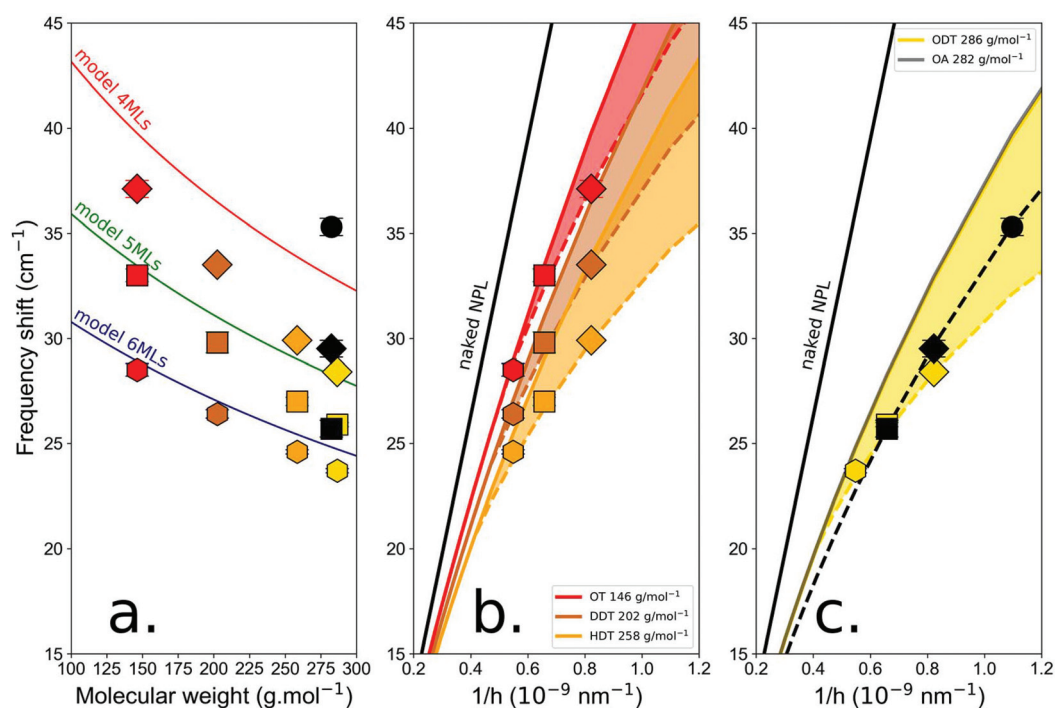 45
40
35
30
25
20
15
Frequency shift (cm⁻¹)
model 4MLs
model 5MLs
model 6MLs
a.
100 125 150 175 200 225 250 275 300
Molecular weight (g.mol⁻¹)
45
40
35
30
25
20
15
naked NPL
OT 146 g/mol⁻¹
DDT 202 g/mol⁻¹
HDT 258 g/mol⁻¹
b.
0.2 0.4 0.6 0.8 1.0 1.2
1/h (10⁻⁹ nm⁻¹)
45
40
35
30
25
20
15
ODT 286 g/mol⁻¹
OA 282 g/mol⁻¹
naked NPL
c.
0.2 0.4 0.6 0.8 1.0 1.2
1/h (10⁻⁹ nm⁻¹)